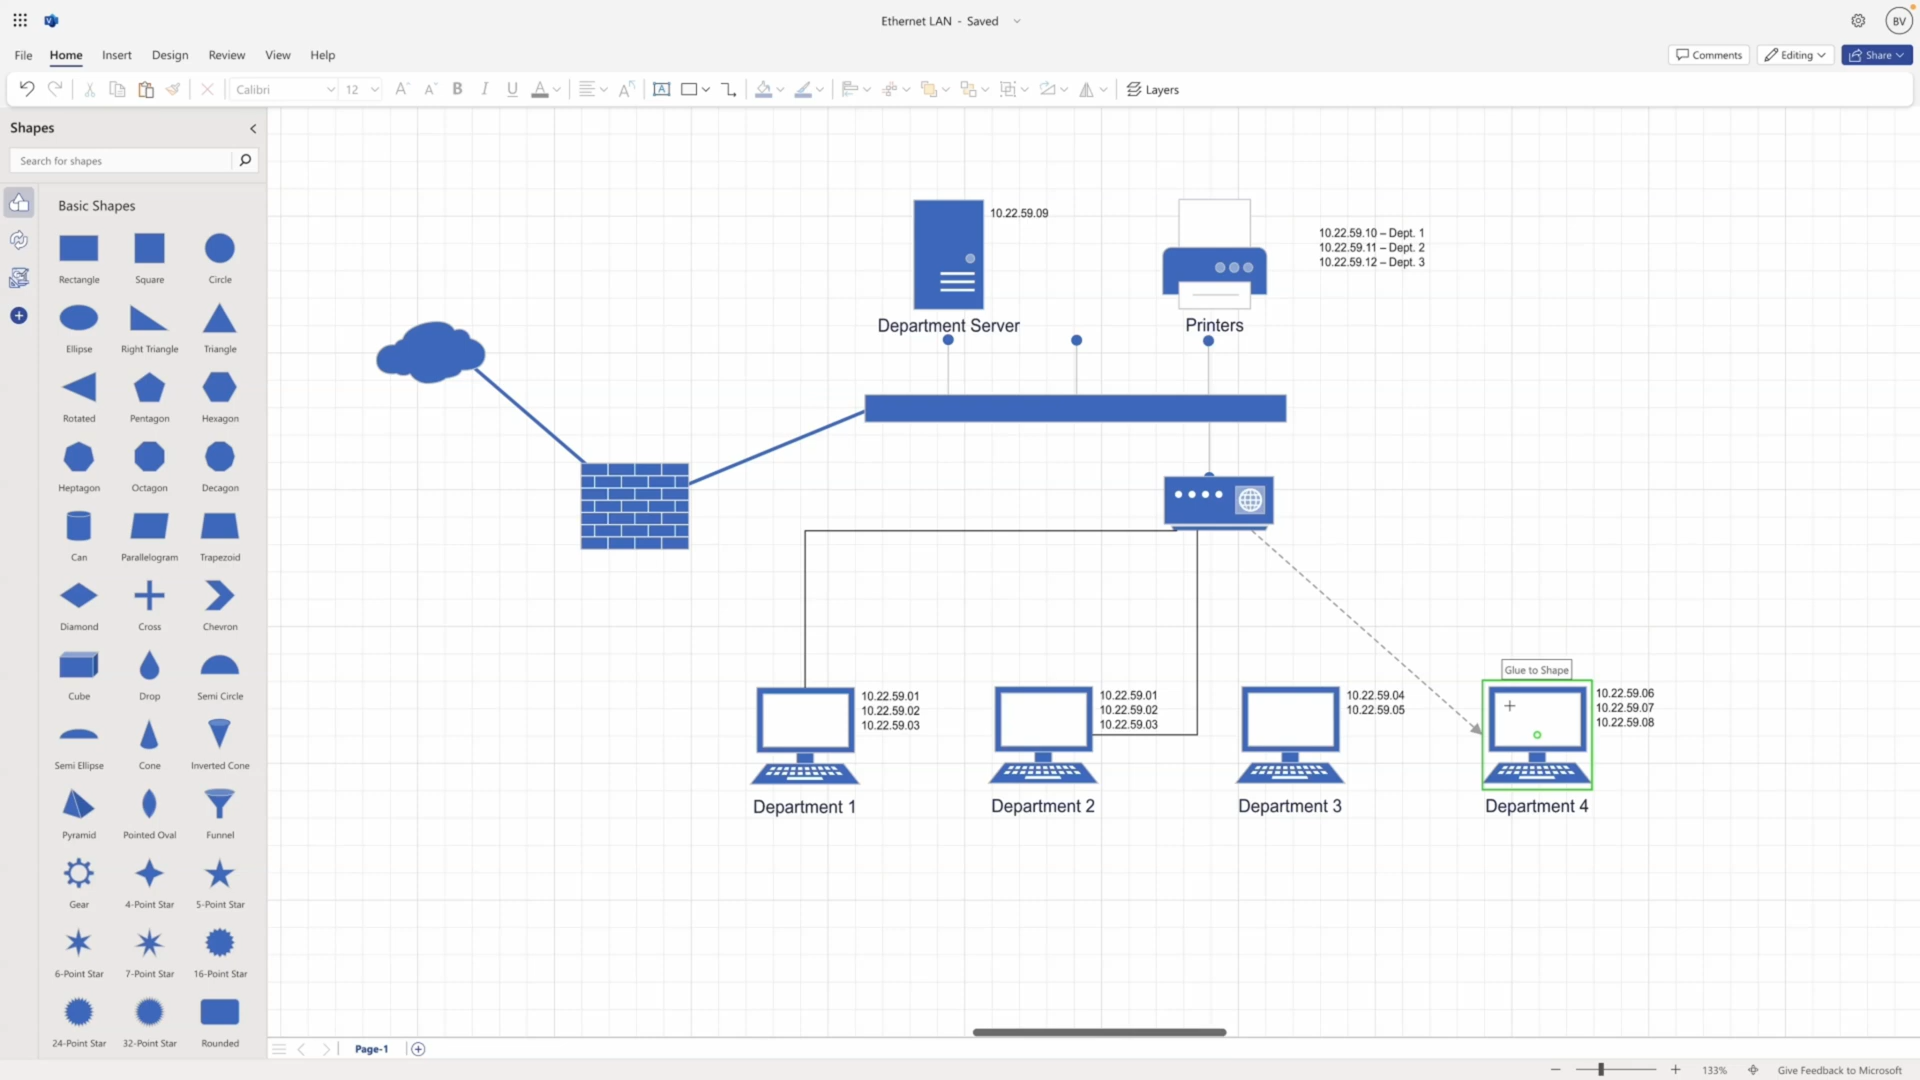 Ethernet LAN - Saved
BV
File Home Insert Design Review View Help
Comments Editing Share
Calibri 12 A A B I U A A A Layers
Shapes
Search for shapes
Basic Shapes
Rectangle Square Circle
Ellipse Right Triangle Triangle
Rotated Pentagon Hexagon
Heptagon Octagon Decagon
Can Parallelogram Trapezoid
Diamond Cross Chevron
Cube Drop Semi Circle
Semi Ellipse Cone Inverted Cone
Pyramid Pointed Oval Funnel
Gear 4-Point Star 5-Point Star
6-Point Star 7-Point Star 16-Point Star
24-Point Star 32-Point Star Rounded
10.22.59.09
Department Server
Printers
10.22.59.10 – Dept. 1
10.22.59.11 – Dept. 2
10.22.59.12 – Dept. 3
10.22.59.01
10.22.59.02
10.22.59.03
Department 1
10.22.59.01
10.22.59.02
10.22.59.03
Department 2
10.22.59.04
10.22.59.05
Department 3
Glue to Shape
10.22.59.06
10.22.59.07
10.22.59.08
Department 4
Page-1
133% Give Feedback to Microsoft